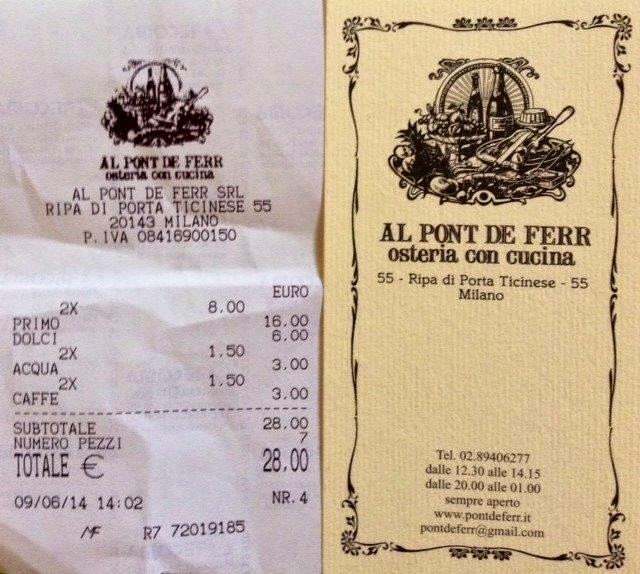 AL PONT DE FERR
osteria con cucina
AL PONT DE FERR SRL
RIPA DI PORTA TICINESE 55
20143 MILANO
P.IVA 08416900150
EURO
2X 8.00
PRIMO 16.00
DOLCI 6.00
2X 1.50
ACQUA 3.00
2X 1.50
CAFFE 3.00
SUBTOTALE 28.00
NUMERO PEZZI 7
TOTALE € 28.00
09/06/14 14:02 NR.4
MF R7 72019185
AL PONT DE FERR
osteria con cucina
55 - Ripa di Porta Ticinese - 55
Milano
Tel. 02.89406277
dalle 12.30 alle 14.15
dalle 20.00 alle 01.00
sempre aperto
www.pontdeferr.it
pontdeferr@gmail.com